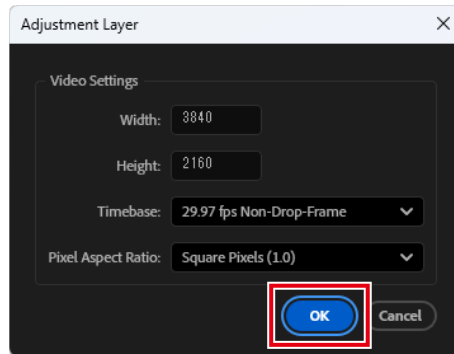 Adjustment Layer
Video Settings
Width: 3840
Height: 2160
Timebase: 29.97 fps Non-Drop-Frame
Pixel Aspect Ratio: Square Pixels (1.0)
OK Cancel